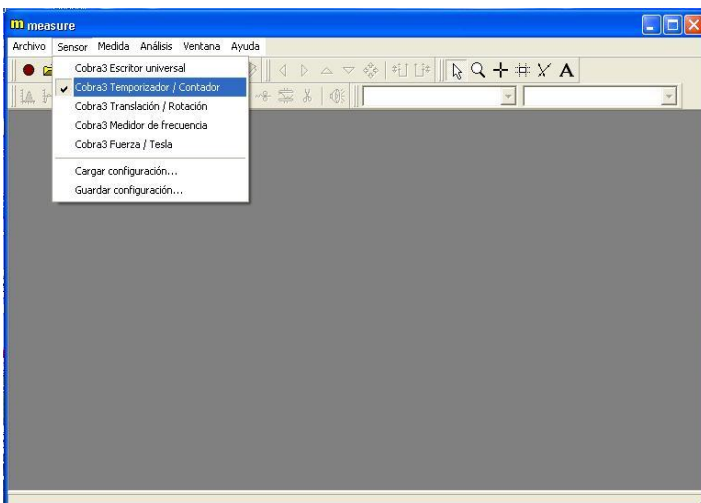 m measure
Archivo Sensor Medida Análisis Ventana Ayuda
Cobra3 Escritor universal
Cobra3 Temporizador / Contador
Cobra3 Translación / Rotación
Cobra3 Medidor de frecuencia
Cobra3 Fuerza / Tesla
Cargar configuración...
Guardar configuración...
A